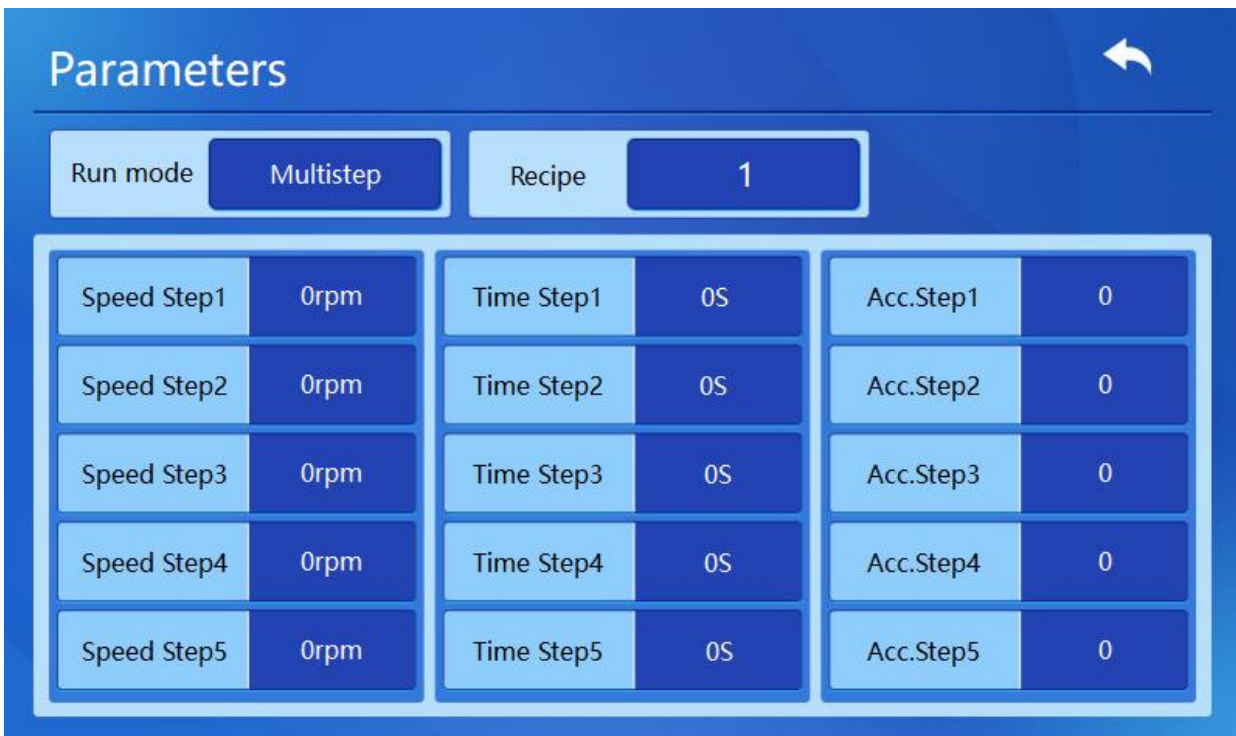 Parameters
Run mode Multistep Recipe 1
Speed Step1 0rpm Time Step1 0S Acc.Step1 0
Speed Step2 0rpm Time Step2 0S Acc.Step2 0
Speed Step3 0rpm Time Step3 0S Acc.Step3 0
Speed Step4 0rpm Time Step4 0S Acc.Step4 0
Speed Step5 0rpm Time Step5 0S Acc.Step5 0